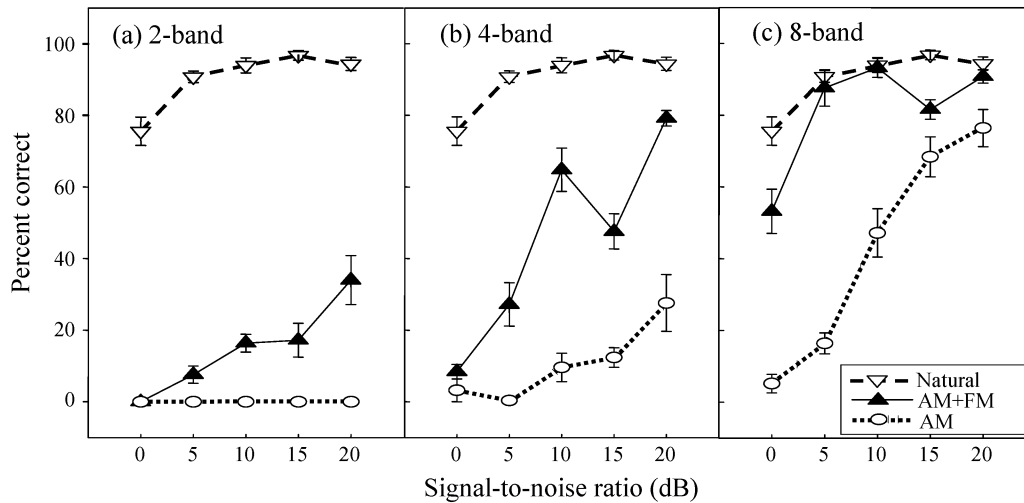 (a) 2-band
(b) 4-band
(c) 8-band
100
80
60
40
20
0
Percent correct
Natural
AM+FM
AM
0 5 10 15 20
0 5 10 15 20
0 5 10 15 20
Signal-to-noise ratio (dB)